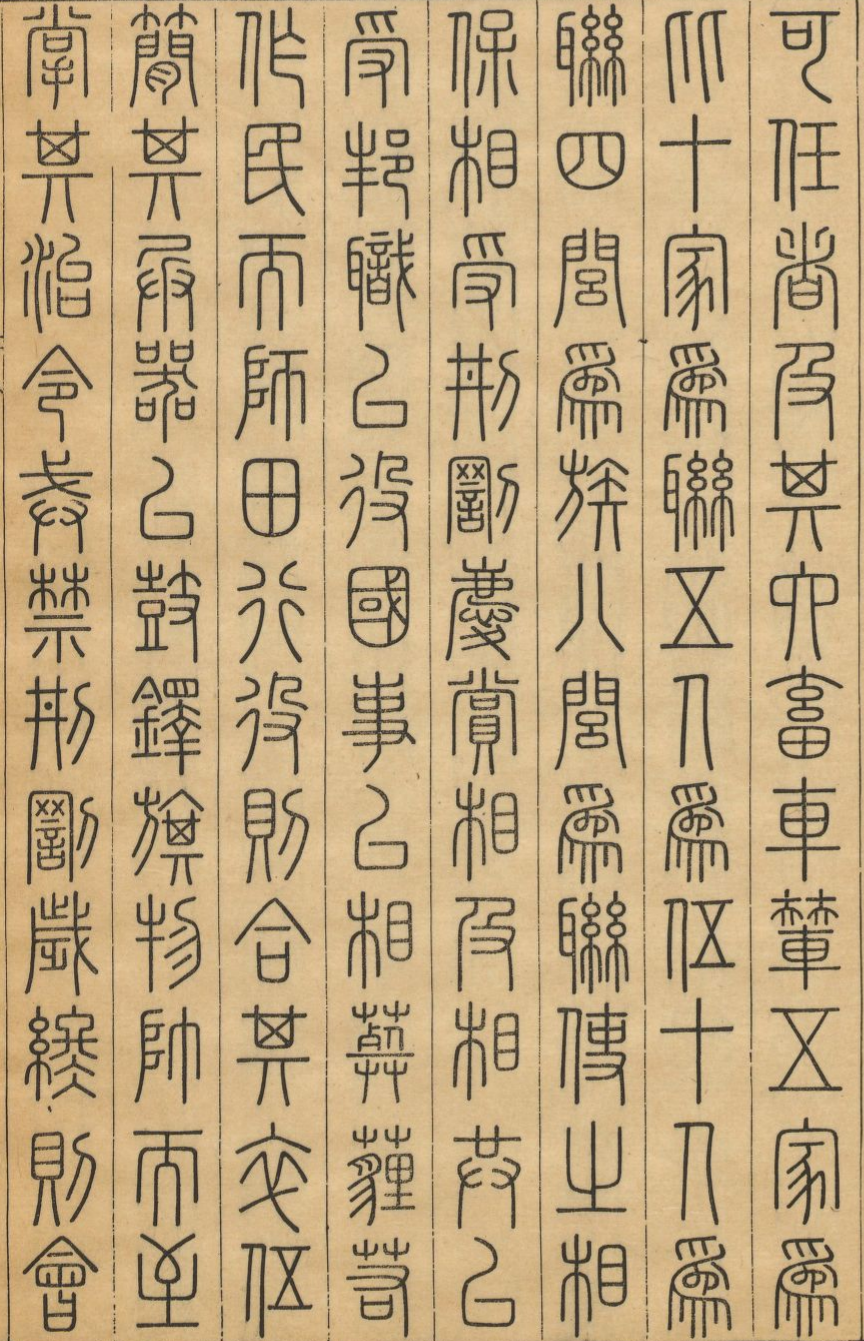 可任者及其六畜車輦五家爲
比十家爲聯五人爲伍十人爲
聯四閭爲族八閭爲聯使之相
保相受刑罰慶賞相及相共以
受邦職以役國事以相葬薶若
作民而師田行役則合其卒伍
簡其兵器以鼓鐸旗物帥而至
掌其治令戒禁刑罰歲終則會